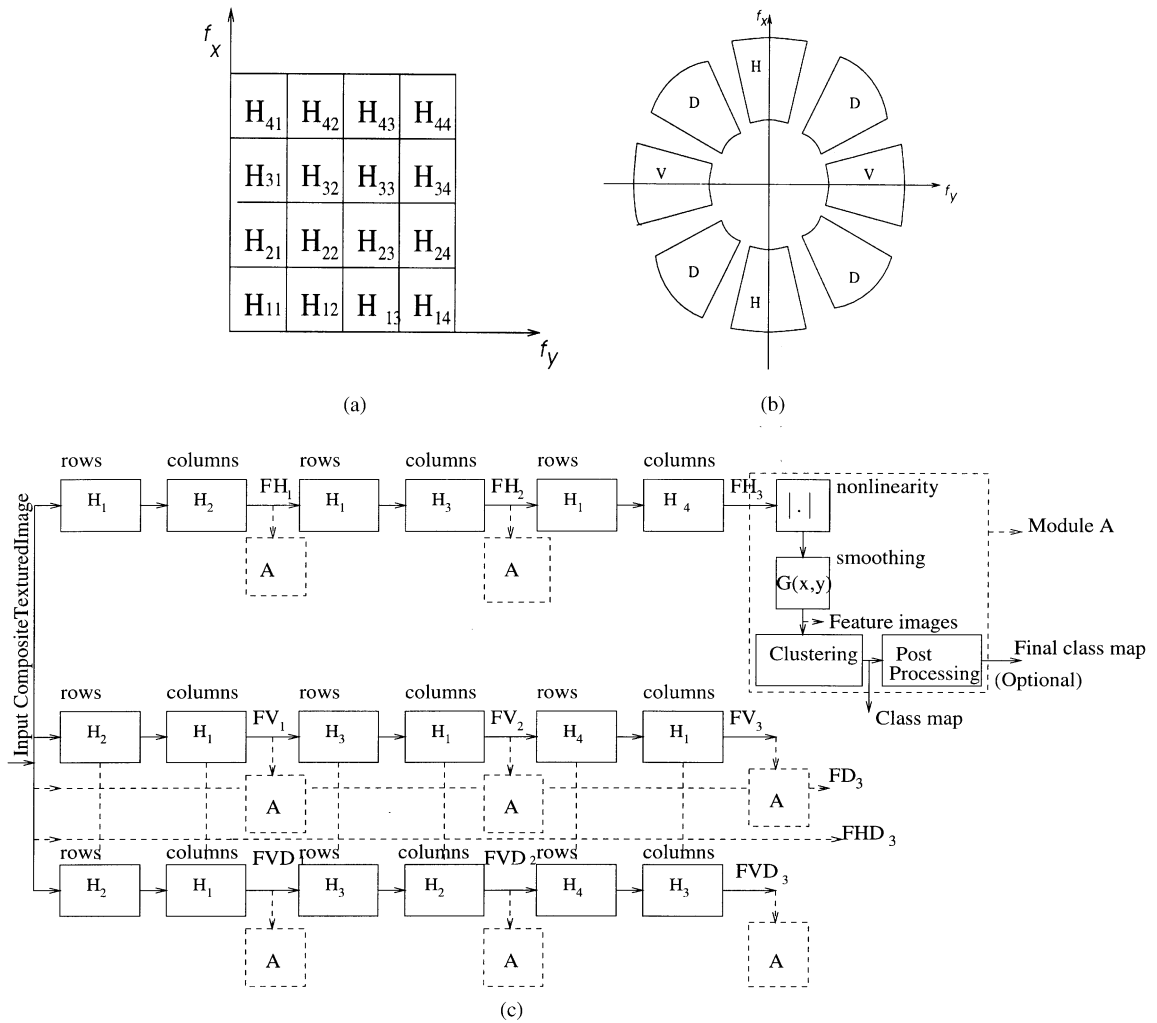 f_x
H41 H42 H43 H44
H31 H32 H33 H34
H21 H22 H23 H24
H11 H12 H 13 H14
f_y
(a)
f_x
H
D D
V V
f_y
D D
H
(b)
rows columns rows columns rows columns
H1 H2 FH1 H1 H3 FH2 H1 H4 FH3 |.| nonlinearity
A A
Module A
smoothing
G(x,y)
Feature images
Clustering Post Processing Final class map
(Optional)
Class map
Input CompositeTexturedImage
rows columns rows columns rows columns
H2 H1 FV1 H3 H1 FV2 H4 H1 FV3
A A A FD3
FHD3
rows columns rows columns rows columns
H2 H1 FVD1 H3 H2 FVD2 H4 H3 FVD3
A A A
(c)